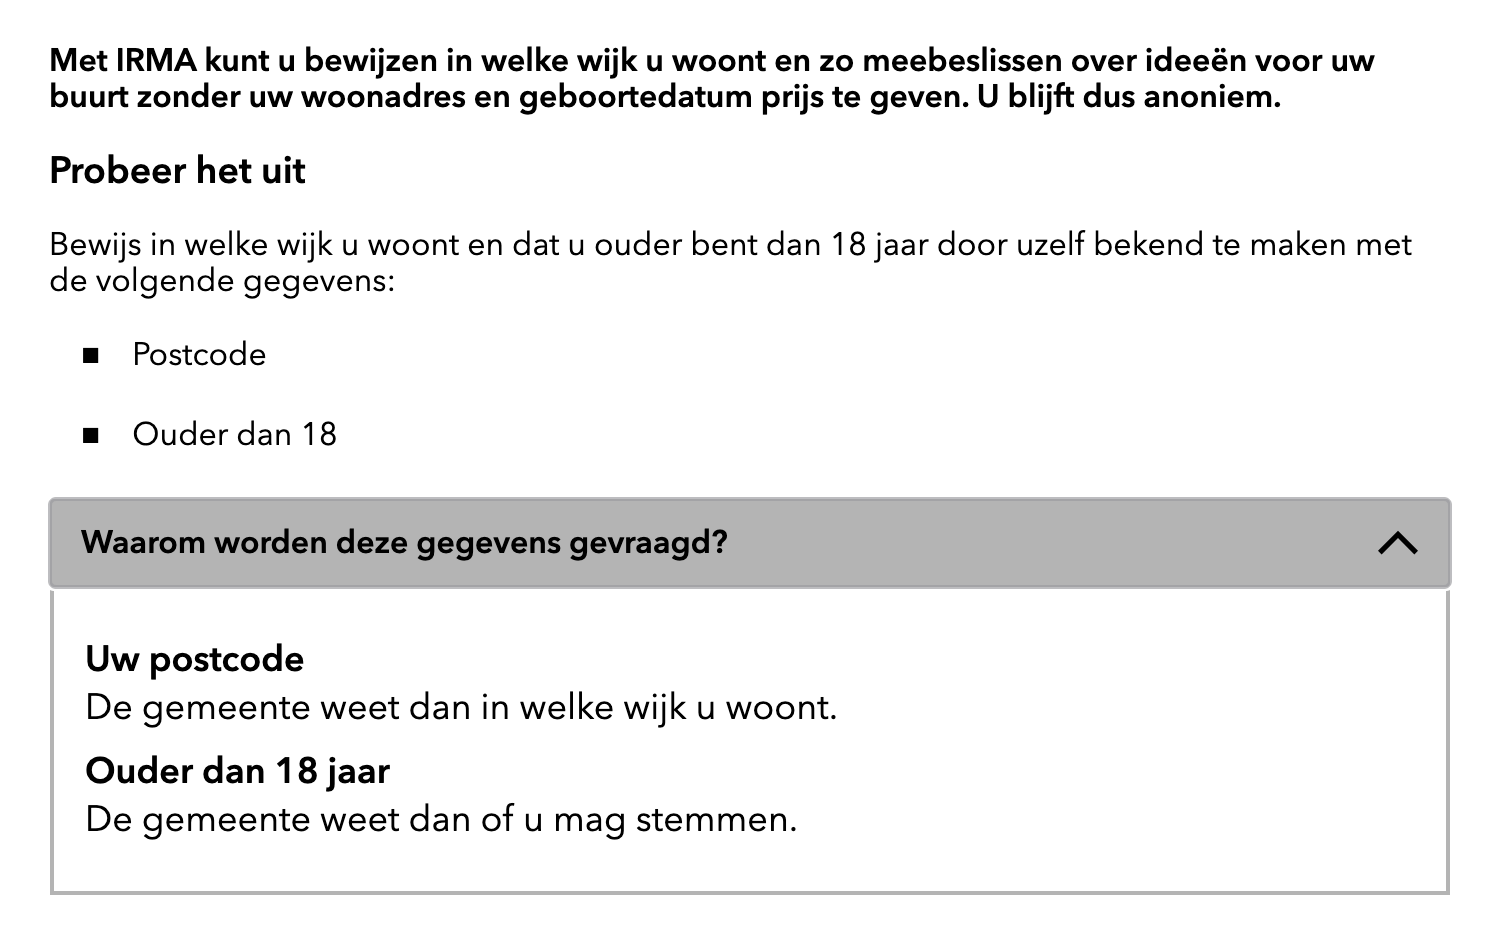 Met IRMA kunt u bewijzen in welke wijk u woont en zo meebeslissen over ideeën voor uw
buurt zonder uw woonadres en geboortedatum prijs te geven. U blijft dus anoniem.
Probeer het uit
Bewijs in welke wijk u woont en dat u ouder bent dan 18 jaar door uzelf bekend te maken met
de volgende gegevens:
■ Postcode
■ Ouder dan 18
Waarom worden deze gegevens gevraagd?
Uw postcode
De gemeente weet dan in welke wijk u woont.
Ouder dan 18 jaar
De gemeente weet dan of u mag stemmen.